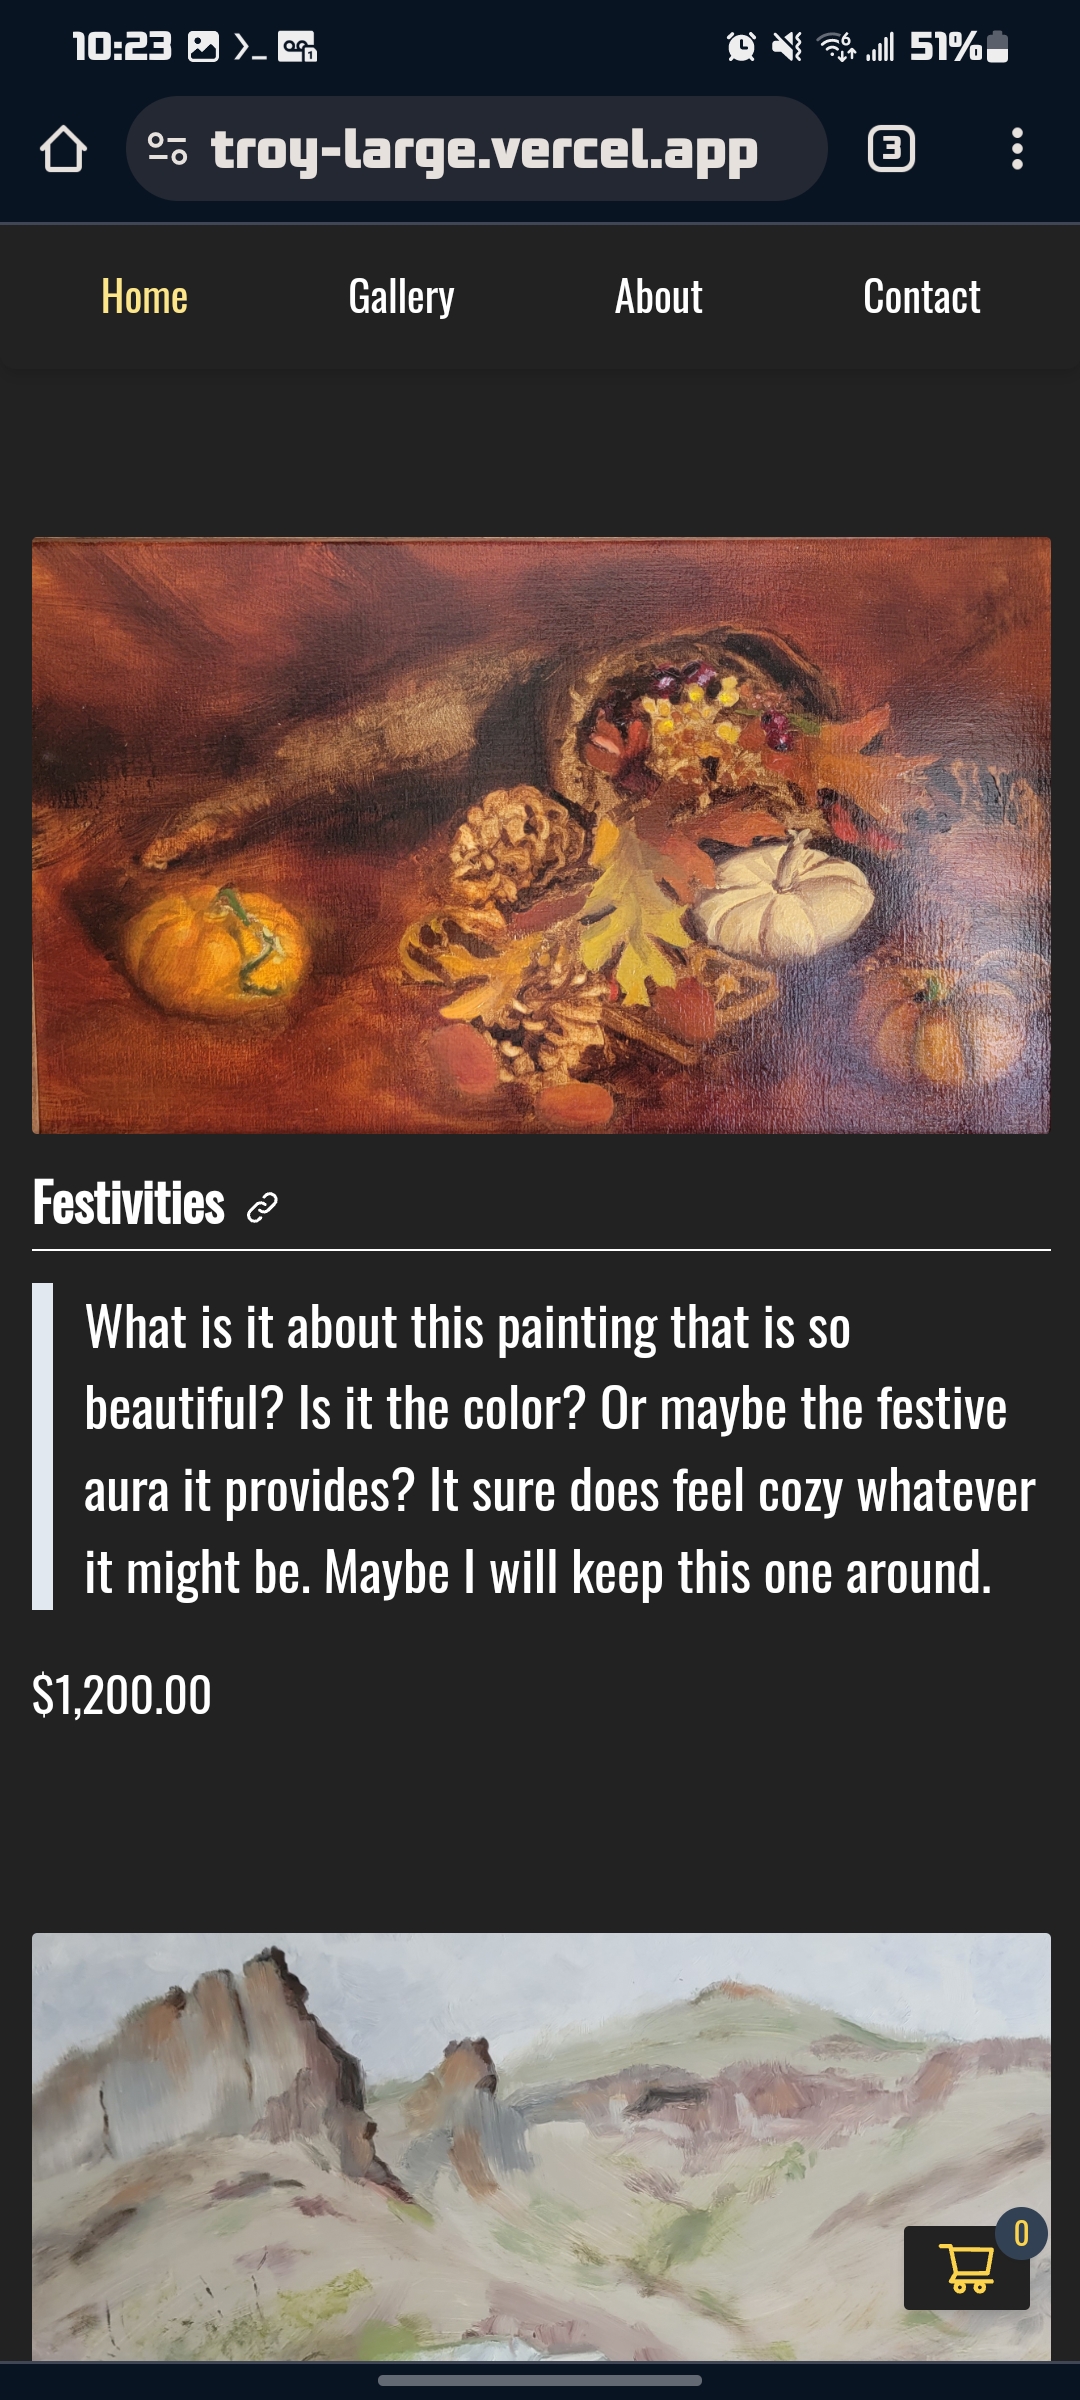 10:23
1
6
51%
troy-large.vercel.app
3
Home Gallery About Contact
Festivities
What is it about this painting that is so
beautiful? Is it the color? Or maybe the festive
aura it provides? It sure does feel cozy whatever
it might be. Maybe I will keep this one around.
$1,200.00
0